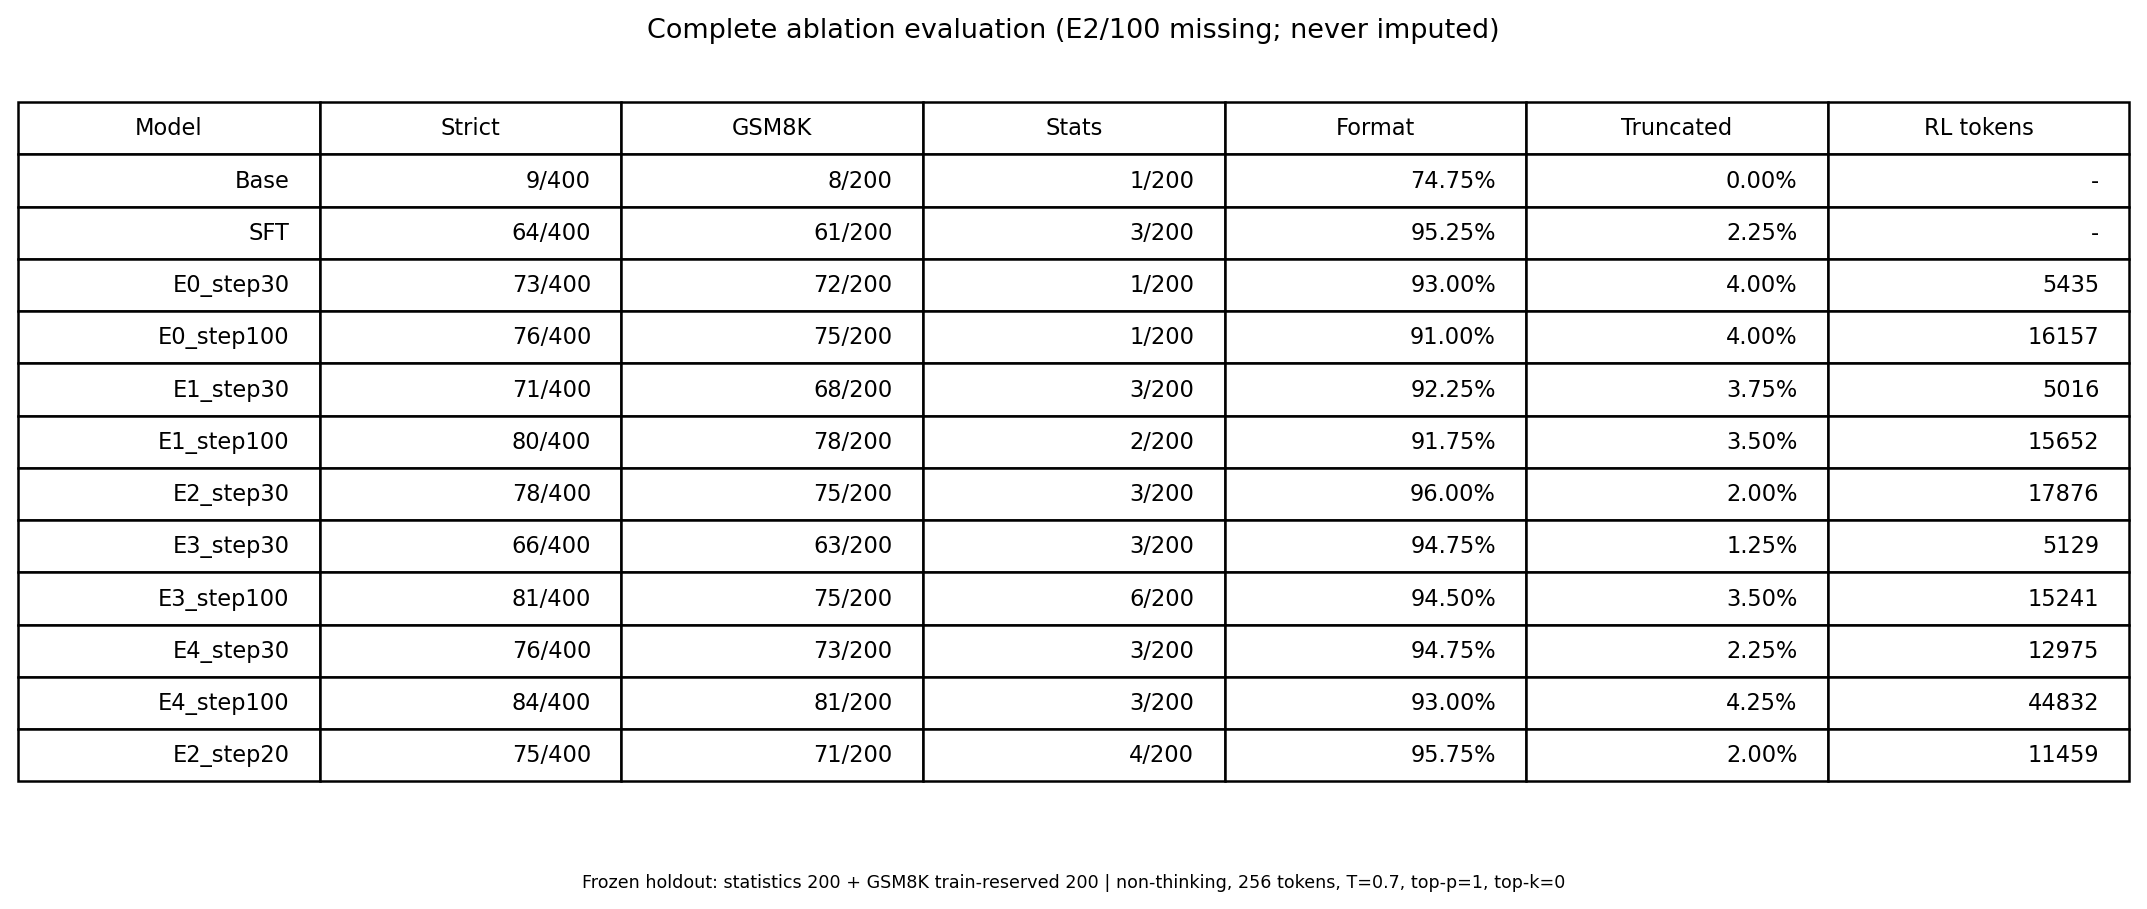 Complete ablation evaluation (E2/100 missing; never imputed)
Model Strict GSM8K Stats Format Truncated RL tokens
Base 9/400 8/200 1/200 74.75% 0.00% -
SFT 64/400 61/200 3/200 95.25% 2.25% -
E0_step30 73/400 72/200 1/200 93.00% 4.00% 5435
E0_step100 76/400 75/200 1/200 91.00% 4.00% 16157
E1_step30 71/400 68/200 3/200 92.25% 3.75% 5016
E1_step100 80/400 78/200 2/200 91.75% 3.50% 15652
E2_step30 78/400 75/200 3/200 96.00% 2.00% 17876
E3_step30 66/400 63/200 3/200 94.75% 1.25% 5129
E3_step100 81/400 75/200 6/200 94.50% 3.50% 15241
E4_step30 76/400 73/200 3/200 94.75% 2.25% 12975
E4_step100 84/400 81/200 3/200 93.00% 4.25% 44832
E2_step20 75/400 71/200 4/200 95.75% 2.00% 11459
Frozen holdout: statistics 200 + GSM8K train-reserved 200 | non-thinking, 256 tokens, T=0.7, top-p=1, top-k=0